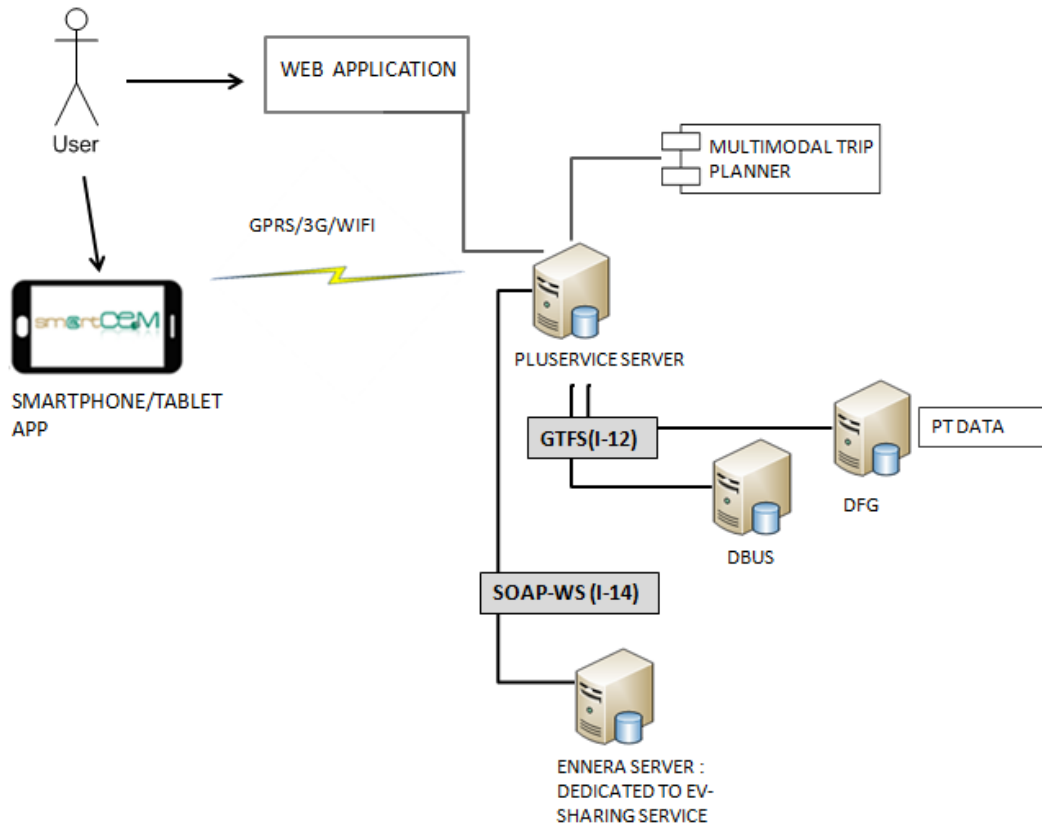 WEB APPLICATION
User
MULTIMODAL TRIP
PLANNER
GPRS/3G/WIFI
smartCEM
PLUSERVICE SERVER
SMARTPHONE/TABLET
APP
GTFS(I-12)
PT DATA
DFG
DBUS
SOAP-WS (I-14)
ENNERA SERVER :
DEDICATED TO EV-
SHARING SERVICE